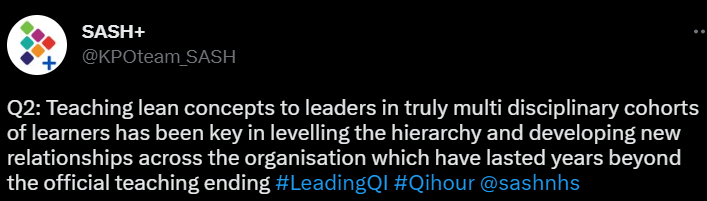 SASH+
@KPOteam_SASH
Q2: Teaching lean concepts to leaders in truly multi disciplinary cohorts
of learners has been key in levelling the hierarchy and developing new
relationships across the organisation which have lasted years beyond
the official teaching ending #LeadingQI #Qihour @sashnhs